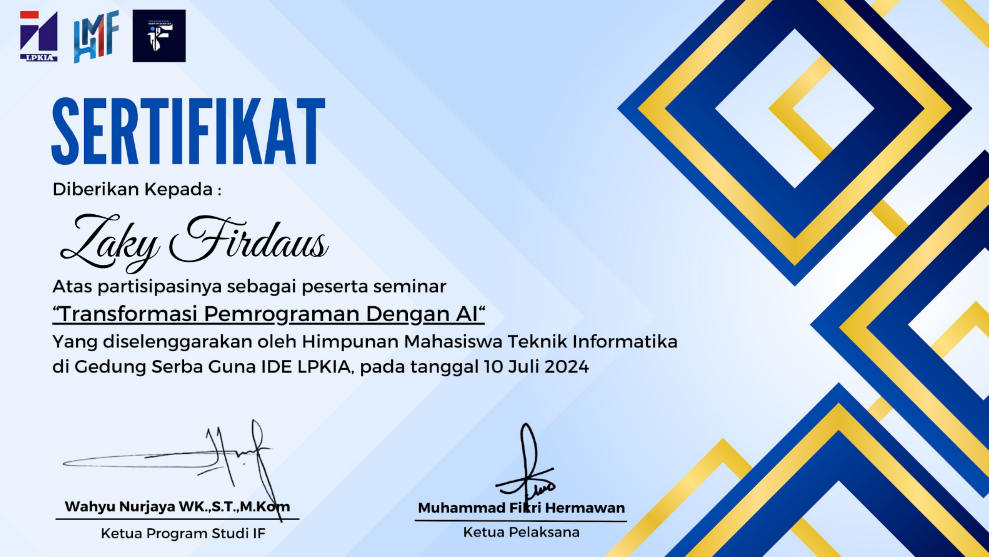 LPKIA
HMIF
IF
SERTIFIKAT
Diberikan Kepada :
Zaky Firdaus
Atas partisipasinya sebagai peserta seminar
“Transformasi Pemrograman Dengan AI“
Yang diselenggarakan oleh Himpunan Mahasiswa Teknik Informatika
di Gedung Serba Guna IDE LPKIA, pada tanggal 10 Juli 2024
Wahyu Nurjaya WK.,S.T.,M.Kom
Ketua Program Studi IF
Muhammad Fikri Hermawan
Ketua Pelaksana